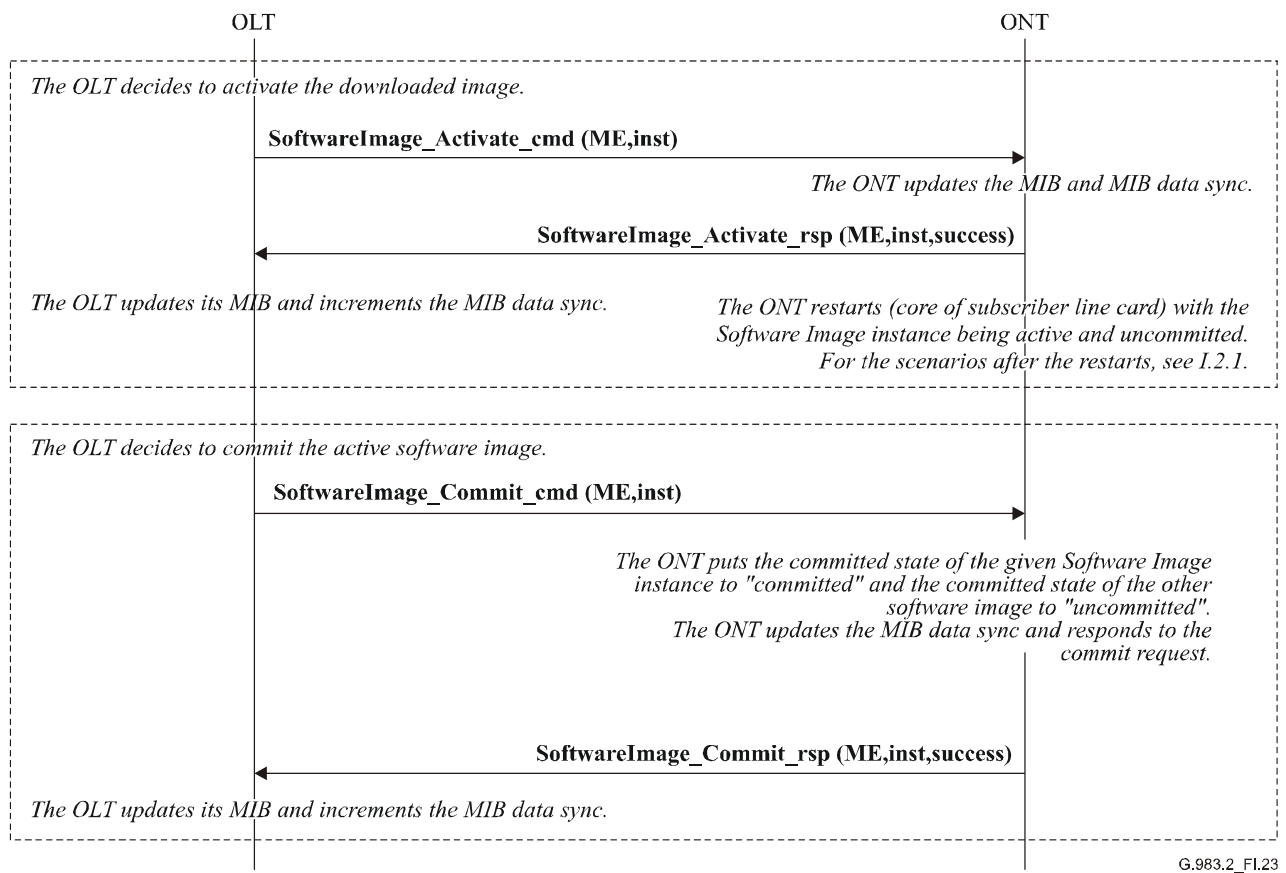 OLT
ONT
The OLT decides to activate the downloaded image.
SoftwareImage_Activate_cmd (ME,inst)
The ONT updates the MIB and MIB data sync.
SoftwareImage_Activate_rsp (ME,inst,success)
The OLT updates its MIB and increments the MIB data sync.
The ONT restarts (core of subscriber line card) with the
Software Image instance being active and uncommitted.
For the scenarios after the restarts, see I.2.1.
The OLT decides to commit the active software image.
SoftwareImage_Commit_cmd (ME,inst)
The ONT puts the committed state of the given Software Image
instance to "committed" and the committed state of the other
software image to "uncommitted".
The ONT updates the MIB data sync and responds to the
commit request.
SoftwareImage_Commit_rsp (ME,inst,success)
The OLT updates its MIB and increments the MIB data sync.
G.983.2_FI.23